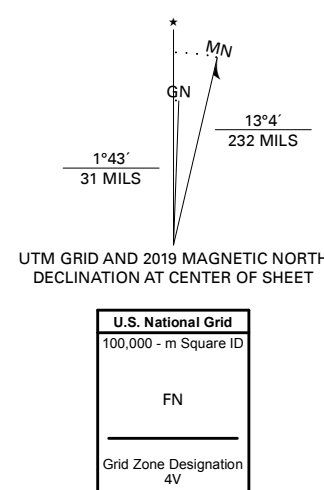 ★
MN
GN
13°4´
232 MILS
1°43´
31 MILS
UTM GRID AND 2019 MAGNETIC NORTH
DECLINATION AT CENTER OF SHEET
U.S. National Grid
100,000 - m Square ID
FN
Grid Zone Designation
4V